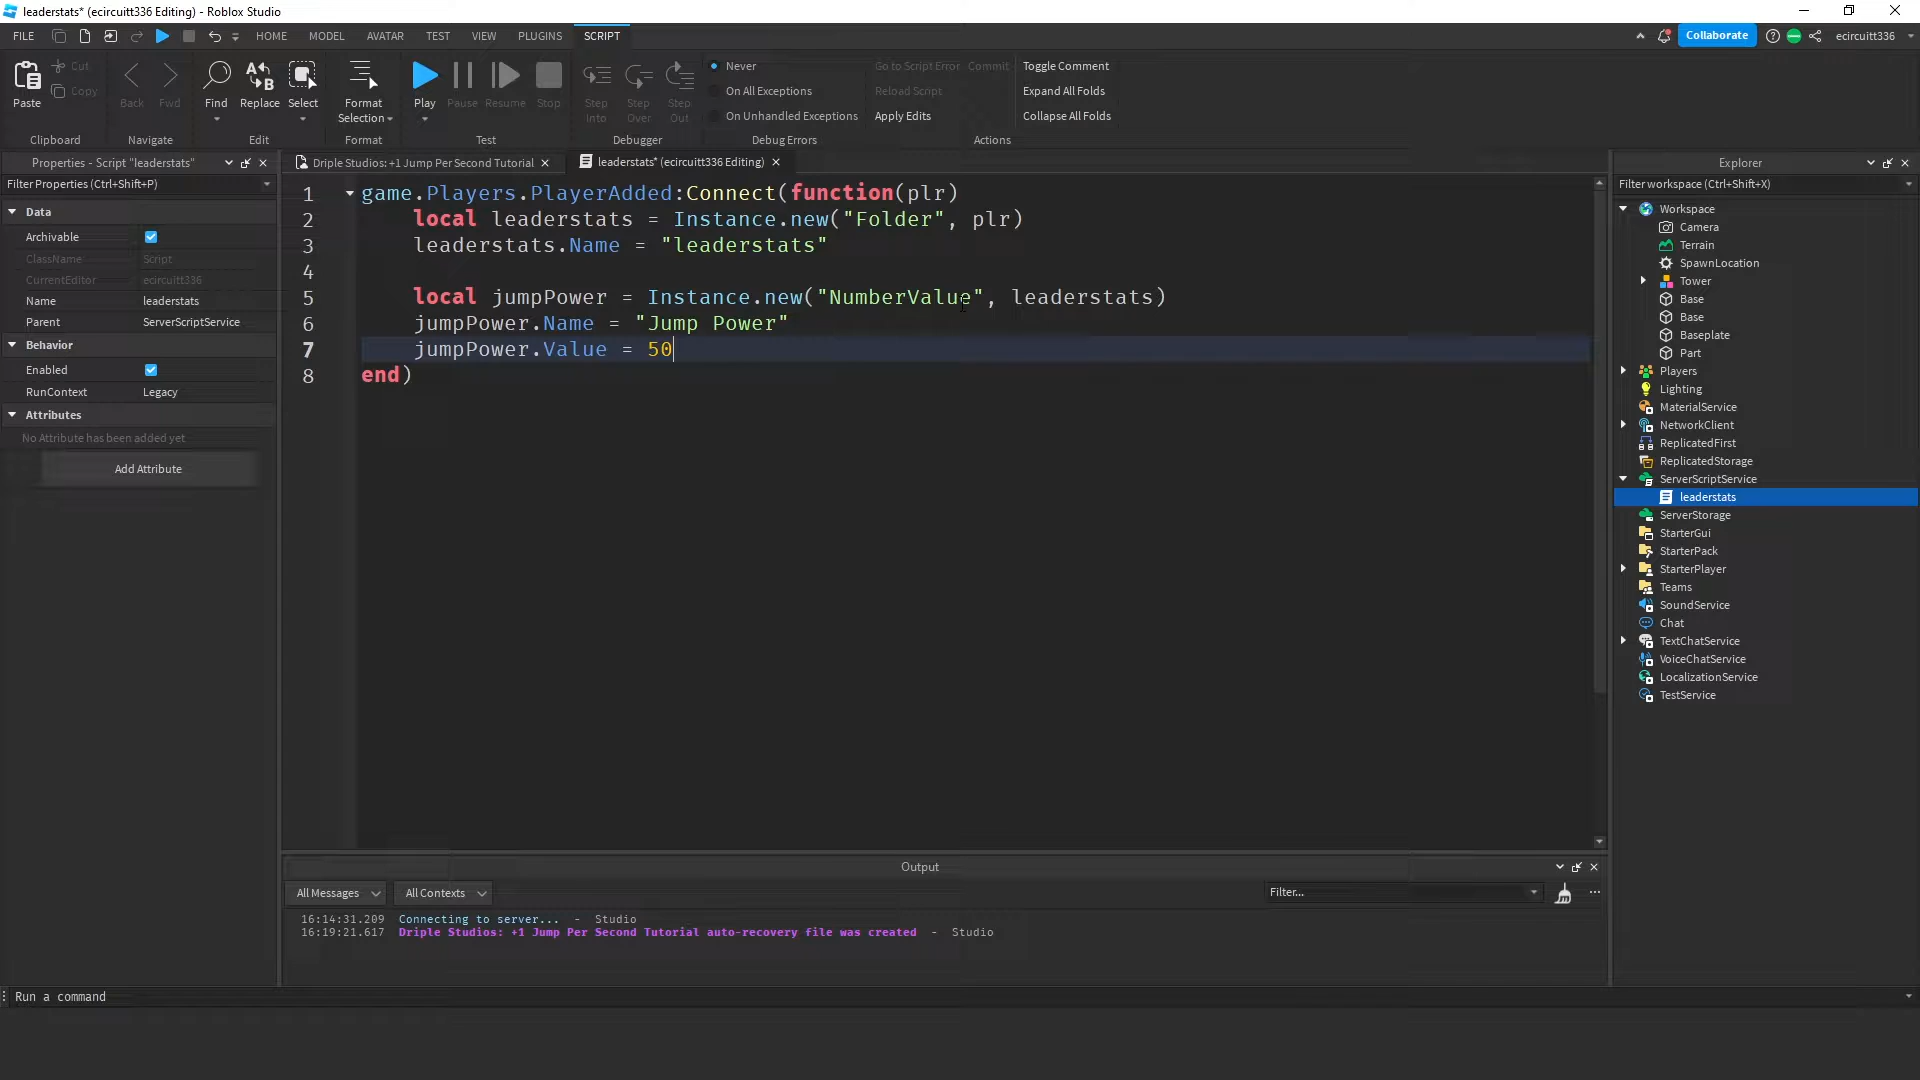 leaderstats* (ecircuitt336 Editing) - Roblox Studio
FILE HOME MODEL AVATAR TEST VIEW PLUGINS SCRIPT Collaborate ecircuitt336
Paste Cut Copy
Back Fwd
Find Replace Select
Format Selection
Play Pause Resume Stop
Step Into Step Over Step Out
Never
On All Exceptions
On Unhandled Exceptions
Go to Script Error Commit
Reload Script
Apply Edits
Toggle Comment
Expand All Folds
Collapse All Folds
Clipboard Navigate Edit Format Test Debugger Debug Errors Actions
Properties - Script "leaderstats"
Filter Properties (Ctrl+Shift+P)
Data
Archivable
ClassName Script
CurrentEditor ecircuitt336
Name leaderstats
Parent ServerScriptService
Behavior
Enabled
RunContext Legacy
Attributes
No Attribute has been added yet
Add Attribute
Driple Studios: +1 Jump Per Second Tutorial
leaderstats* (ecircuitt336 Editing)
1 game.Players.PlayerAdded:Connect(function(plr)
2 local leaderstats = Instance.new("Folder", plr)
3 leaderstats.Name = "leaderstats"
4
5 local jumpPower = Instance.new("NumberValue", leaderstats)
6 jumpPower.Name = "Jump Power"
7 jumpPower.Value = 50
8 end)
Explorer
Filter workspace (Ctrl+Shift+X)
Workspace
Camera
Terrain
SpawnLocation
Tower
Base
Base
Baseplate
Part
Players
Lighting
MaterialService
NetworkClient
ReplicatedFirst
ReplicatedStorage
ServerScriptService
leaderstats
ServerStorage
StarterGui
StarterPack
StarterPlayer
Teams
SoundService
Chat
TextChatService
VoiceChatService
LocalizationService
TestService
Output
All Messages All Contexts Filter...
16:14:31.209 Connecting to server... - Studio
16:19:21.617 Driple Studios: +1 Jump Per Second Tutorial auto-recovery file was created - Studio
Run a command